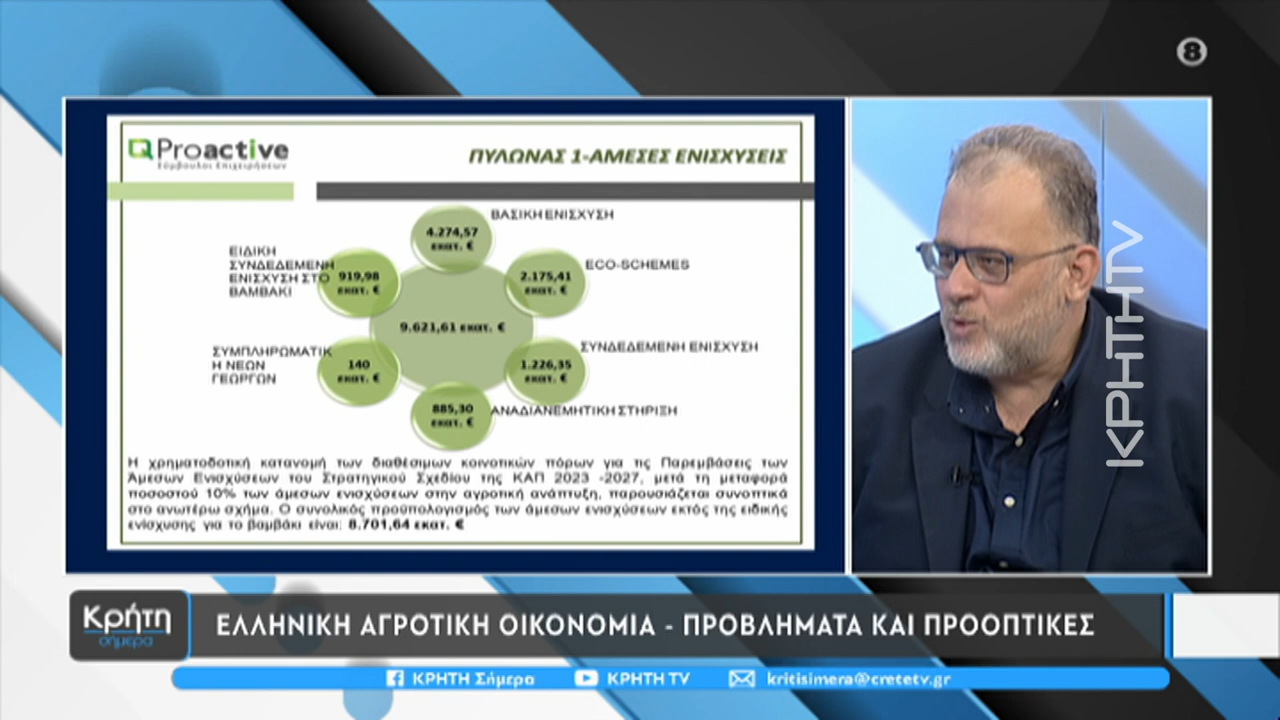 8
Proactive
Σύμβουλοι Επιχειρήσεων
ΠΥΛΩΝΑΣ 1-ΑΜΕΣΕΣ ΕΝΙΣΧΥΣΕΙΣ
ΒΑΣΙΚΗ ΕΝΙΣΧΥΣΗ
4.274,57
εκατ. €
ΕΙΔΙΚΗ
ΣΥΝΔΕΔΕΜΕΝΗ
ΕΝΙΣΧΥΣΗ ΣΤΟ
ΒΑΜΒΑΚΙ
919,98
εκατ. €
2.175,41
εκατ. €
ECO-SCHEMES
9.621,61 εκατ. €
ΣΥΜΠΛΗΡΩΜΑΤΙΚ
Η ΝΕΩΝ
ΓΕΩΡΓΩΝ
140
εκατ. €
1.226,35
εκατ. €
ΣΥΝΔΕΔΕΜΕΝΗ ΕΝΙΣΧΥΣΗ
885,30
εκατ. €
ΑΝΑΔΙΑΝΕΜΗΤΙΚΗ ΣΤΗΡΙΞΗ
Η χρηματοδοτική κατανομή των διαθέσιμων κοινοτικών πόρων για τις Παρεμβάσεις των
Άμεσων Ενισχύσεων του Στρατηγικού Σχεδίου της ΚΑΠ 2023 -2027, μετά τη μεταφορά
ποσοστού 10% των άμεσων ενισχύσεων στην αγροτική ανάπτυξη, παρουσιάζεται συνοπτικά
στο ανωτέρω σχήμα. Ο συνολικός προϋπολογισμός των άμεσων ενισχύσεων εκτός της ειδικής
ενίσχυσης για το βαμβάκι είναι: 8.701,64 εκατ. €
ΚΡΗΤΗTV
Κρήτη
σήμερα
ΕΛΛΗΝΙΚΗ ΑΓΡΟΤΙΚΗ ΟΙΚΟΝΟΜΙΑ - ΠΡΟΒΛΗΜΑΤΑ ΚΑΙ ΠΡΟΟΠΤΙΚΕΣ
ΚΡΗΤΗ Σήμερα
ΚΡΗΤΗ TV
kritisimera@cretetv.gr